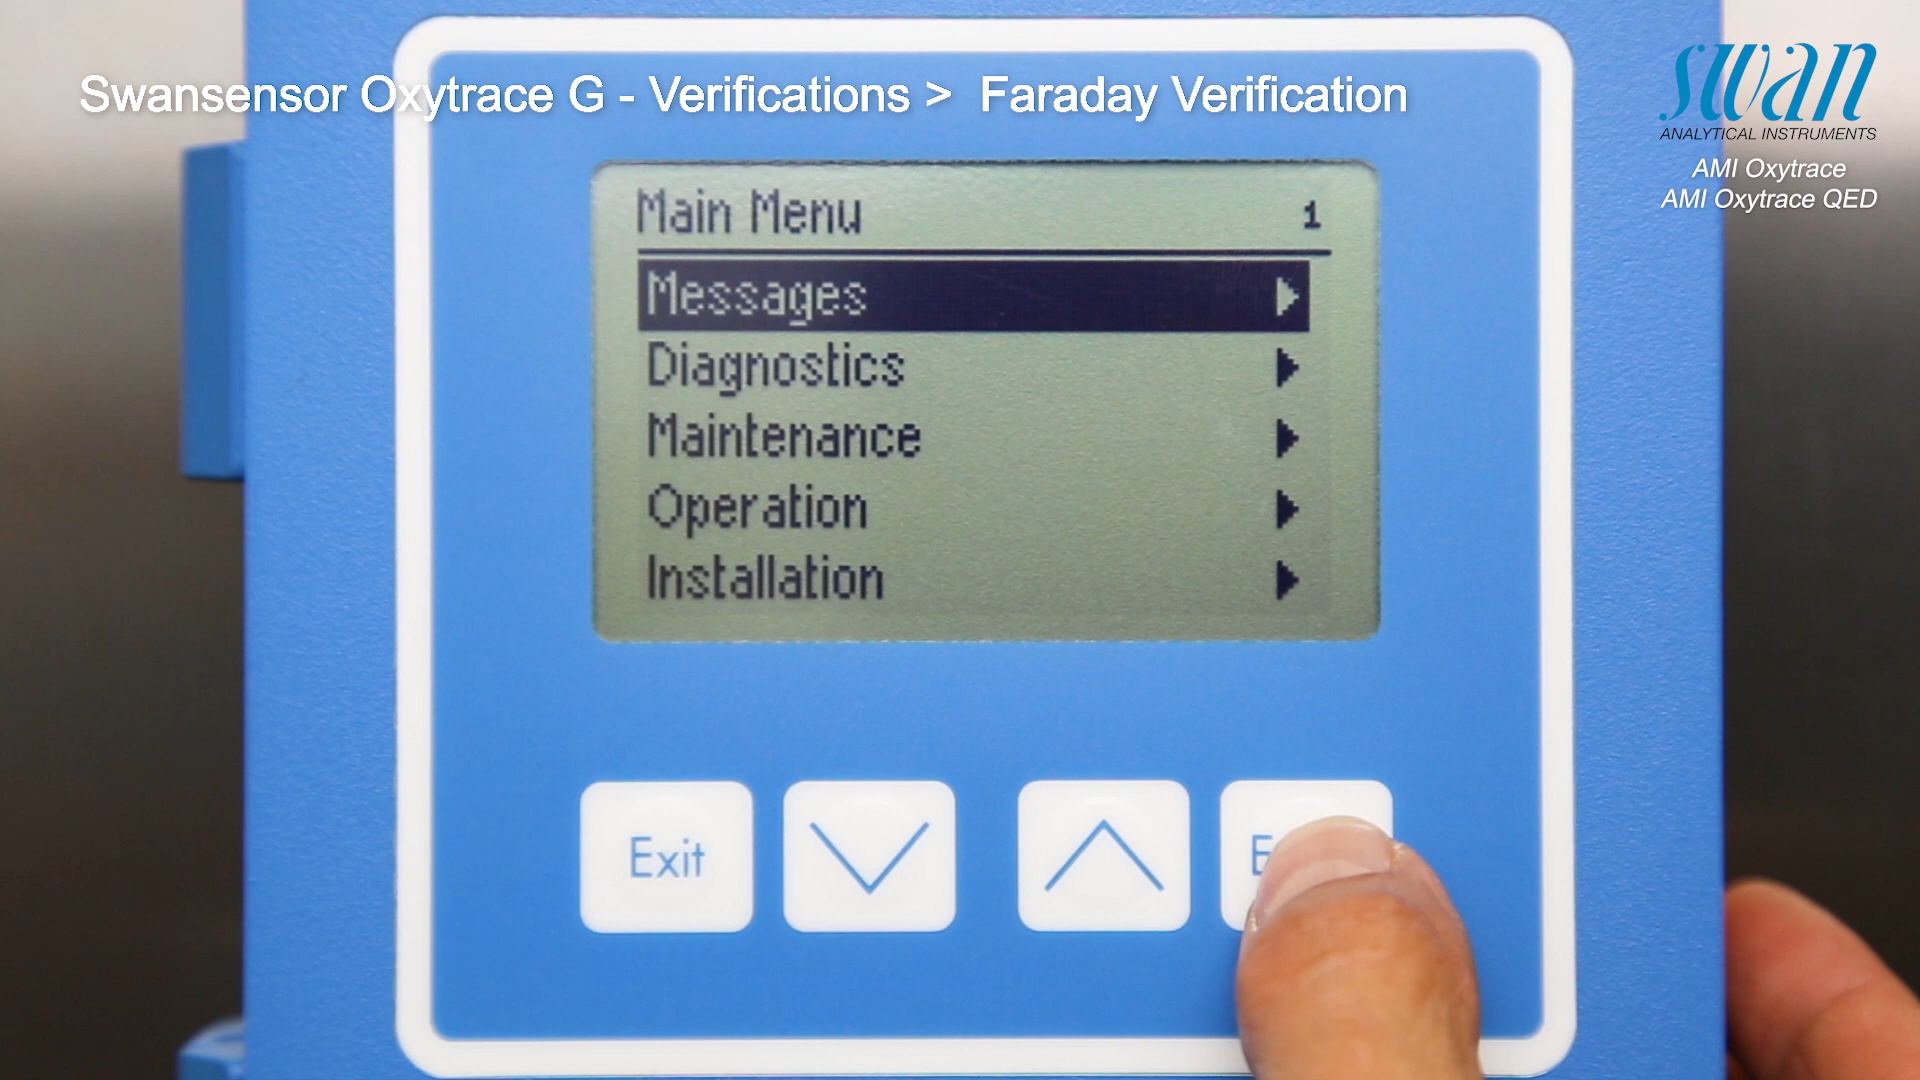 Swansensor Oxytrace G - Verifications > Faraday Verification
swan
ANALYTICAL INSTRUMENTS
AMI Oxytrace
AMI Oxytrace QED
Main Menu 1
Messages
Diagnostics
Maintenance
Operation
Installation
Exit